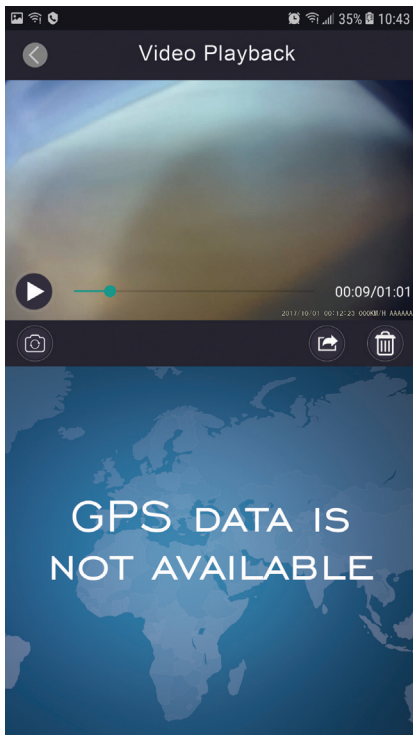 35% 10:43
Video Playback
00:09/01:01
2017/10/01 00:12:23 000KM/H AAAAAA
GPS DATA IS
NOT AVAILABLE